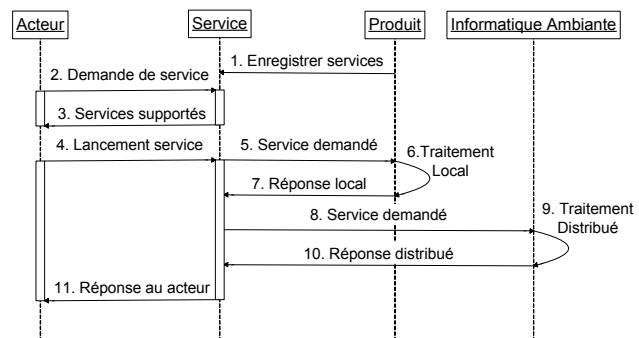 Acteur
Service
Produit
Informatique Ambiante
1. Enregistrer services
2. Demande de service
3. Services supportés
4. Lancement service
5. Service demandé
6.Traitement
Local
7. Réponse local
8. Service demandé
9. Traitement
Distribué
10. Réponse distribué
11. Réponse au acteur